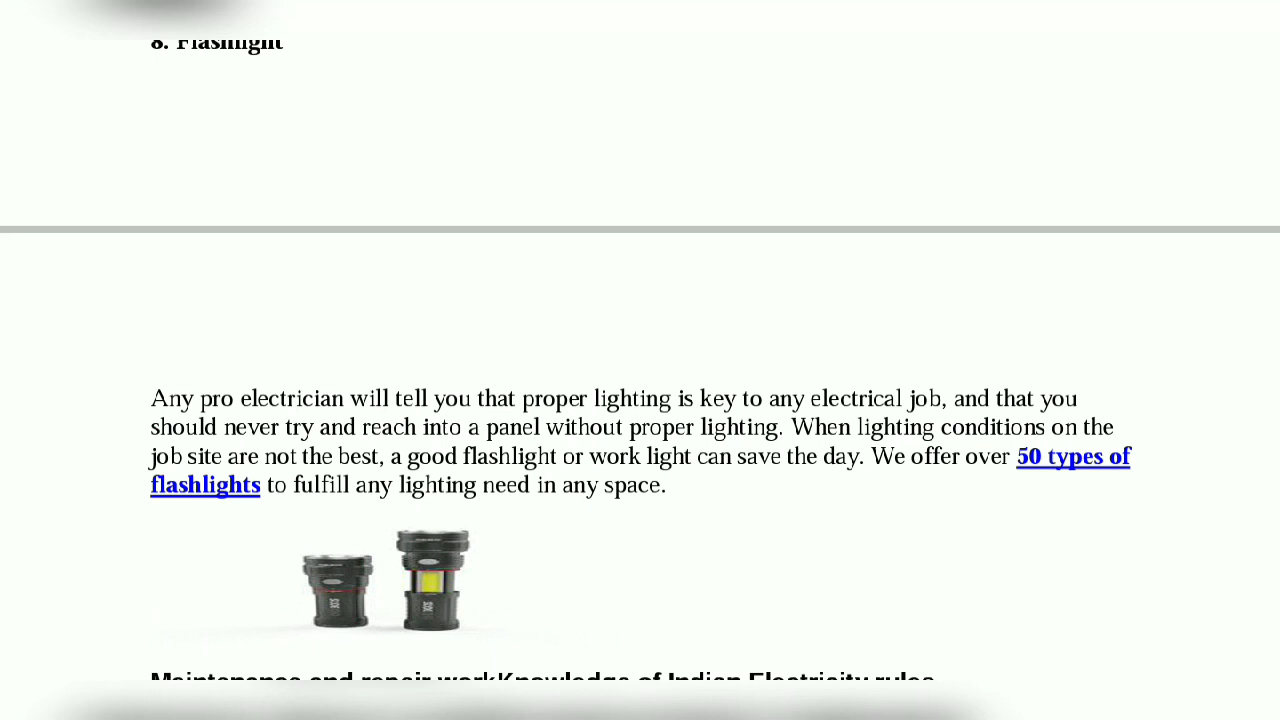 8. Flashlight
Any pro electrician will tell you that proper lighting is key to any electrical job, and that you
should never try and reach into a panel without proper lighting. When lighting conditions on the
job site are not the best, a good flashlight or work light can save the day. We offer over 50 types of
flashlights to fulfill any lighting need in any space.
Maintenance and repair workKnowledge of Indian Electricity rules